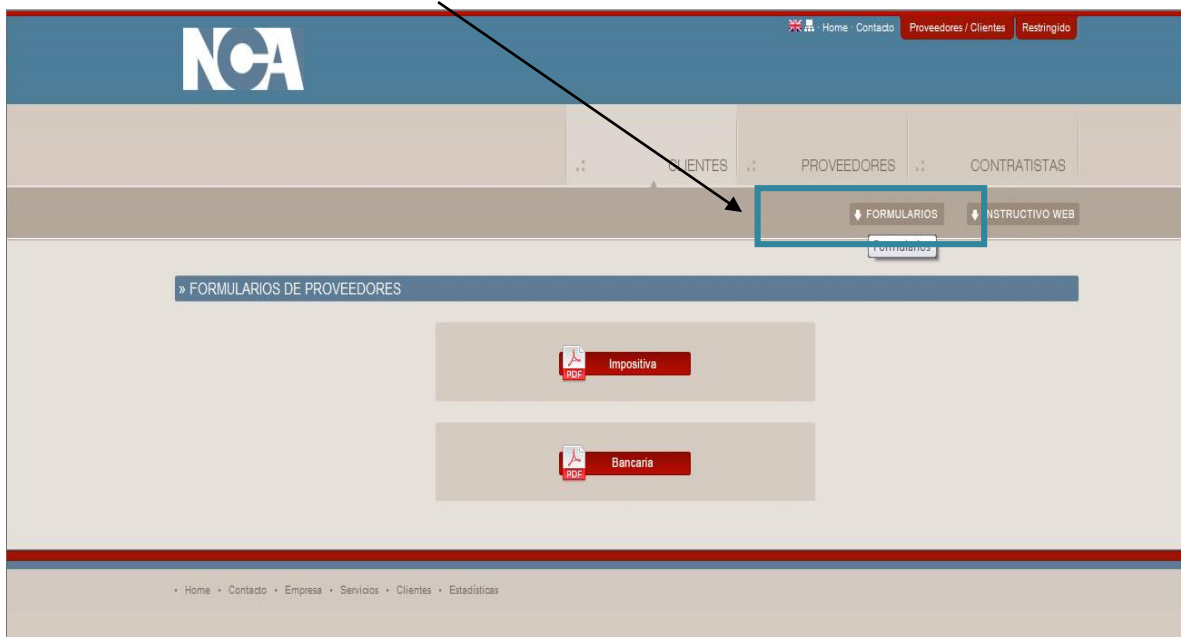 NCA
· Home · Contacto Proveedores / Clientes Restringido
.: CLIENTES .: PROVEEDORES .: CONTRATISTAS
FORMULARIOS INSTRUCTIVO WEB
Formularios
» FORMULARIOS DE PROVEEDORES
PDF Impositiva
PDF Bancaria
• Home • Contacto • Empresa • Servicios • Clientes • Estadísticas